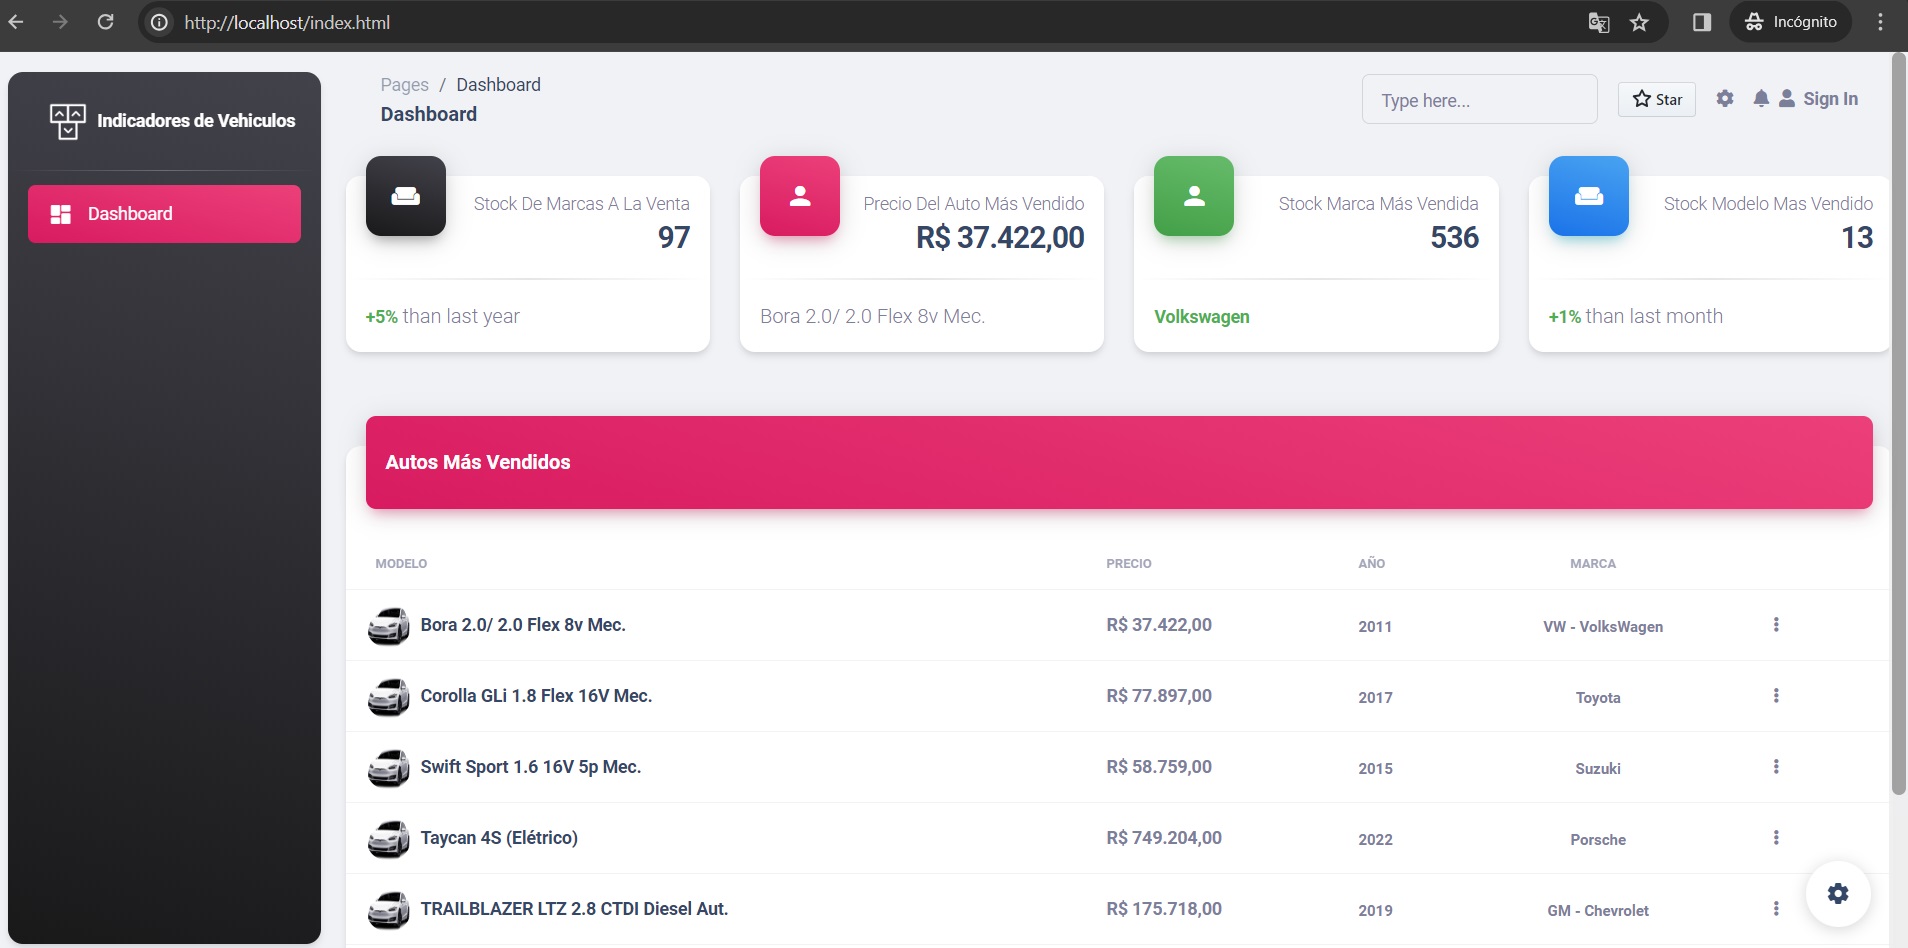 http://localhost/index.html
Incógnito
Indicadores de Vehiculos
Dashboard
Pages / Dashboard
Dashboard
Type here...
Star
Sign In
Stock De Marcas A La Venta
97
+5% than last year
Precio Del Auto Más Vendido
R$ 37.422,00
Bora 2.0/ 2.0 Flex 8v Mec.
Stock Marca Más Vendida
536
Volkswagen
Stock Modelo Mas Vendido
13
+1% than last month
Autos Más Vendidos
MODELO PRECIO AÑO MARCA
Bora 2.0/ 2.0 Flex 8v Mec. R$ 37.422,00 2011 VW - VolksWagen
Corolla GLi 1.8 Flex 16V Mec. R$ 77.897,00 2017 Toyota
Swift Sport 1.6 16V 5p Mec. R$ 58.759,00 2015 Suzuki
Taycan 4S (Elétrico) R$ 749.204,00 2022 Porsche
TRAILBLAZER LTZ 2.8 CTDI Diesel Aut. R$ 175.718,00 2019 GM - Chevrolet